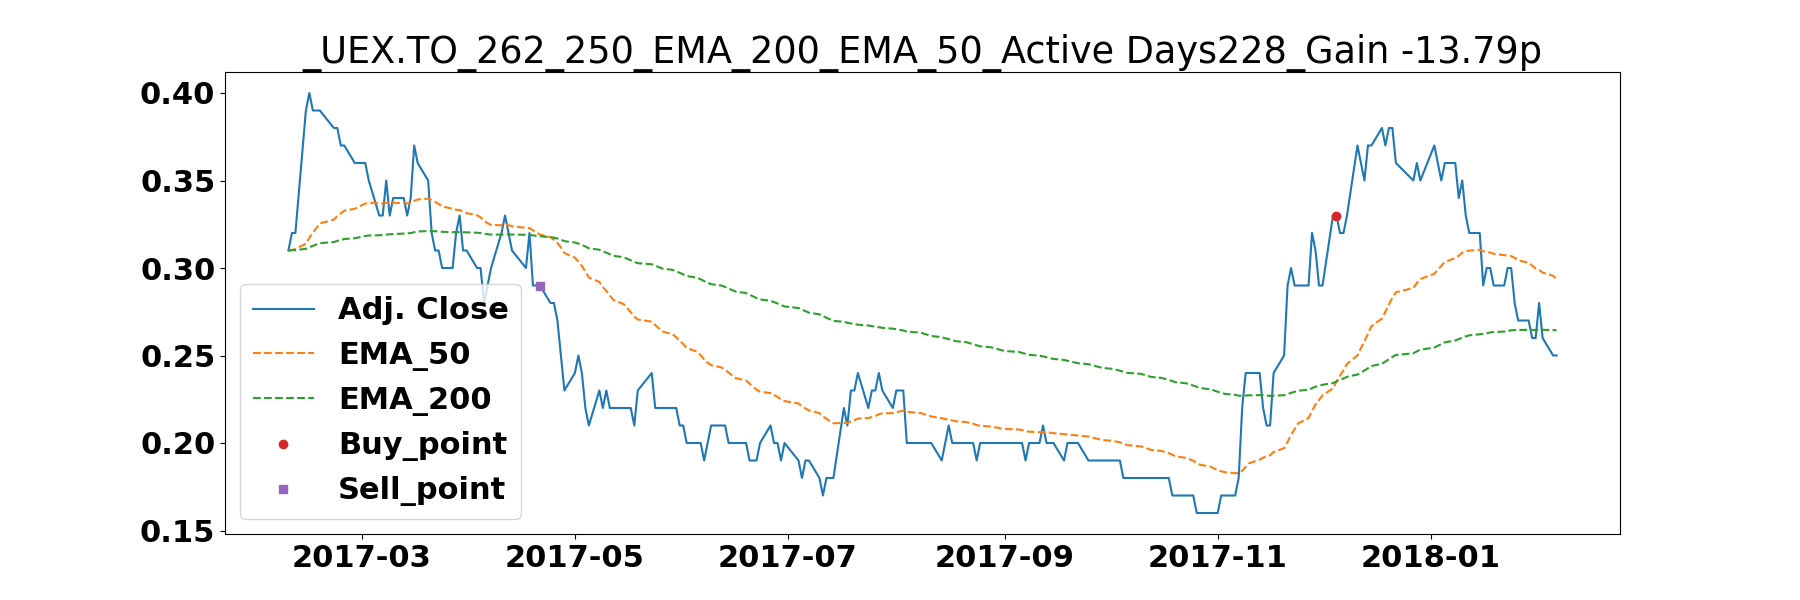 _UEX.TO_262_250_EMA_200_EMA_50_Active Days228_Gain -13.79p
0.40
0.35
0.30
0.25
0.20
0.15
Adj. Close
EMA_50
EMA_200
Buy_point
Sell_point
2017-03 2017-05 2017-07 2017-09 2017-11 2018-01